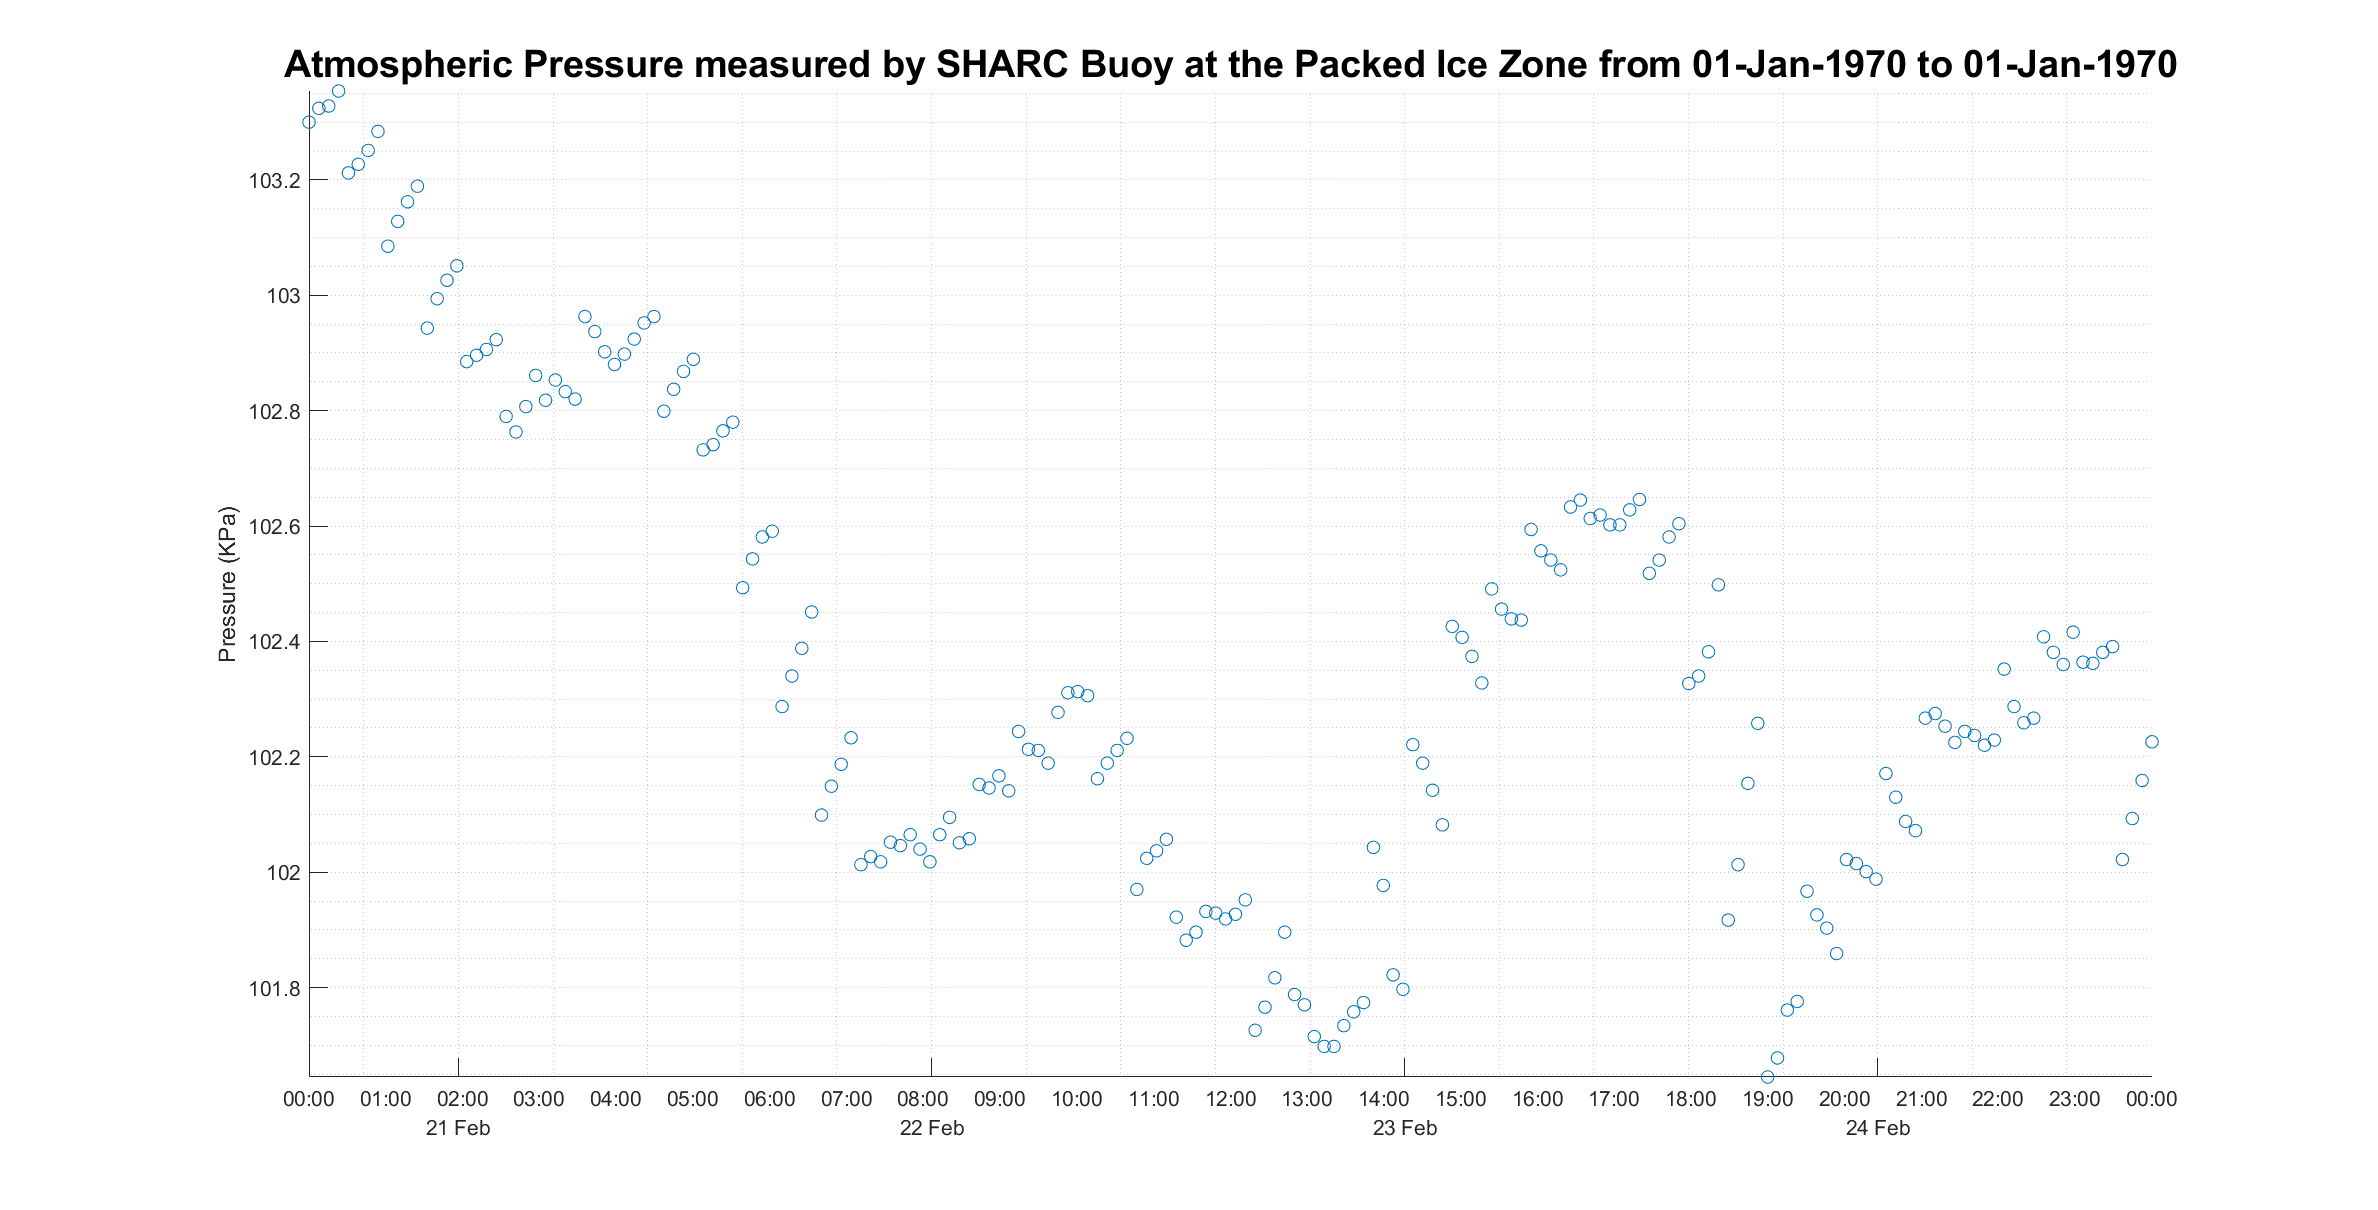 Atmospheric Pressure measured by SHARC Buoy at the Packed Ice Zone from 01-Jan-1970 to 01-Jan-1970
103.2
103
102.8
102.6
102.4
102.2
102
101.8
Pressure (KPa)
00:00 01:00 02:00 03:00 04:00 05:00 06:00 07:00 08:00 09:00 10:00 11:00 12:00 13:00 14:00 15:00 16:00 17:00 18:00 19:00 20:00 21:00 22:00 23:00 00:00
21 Feb 22 Feb 23 Feb 24 Feb